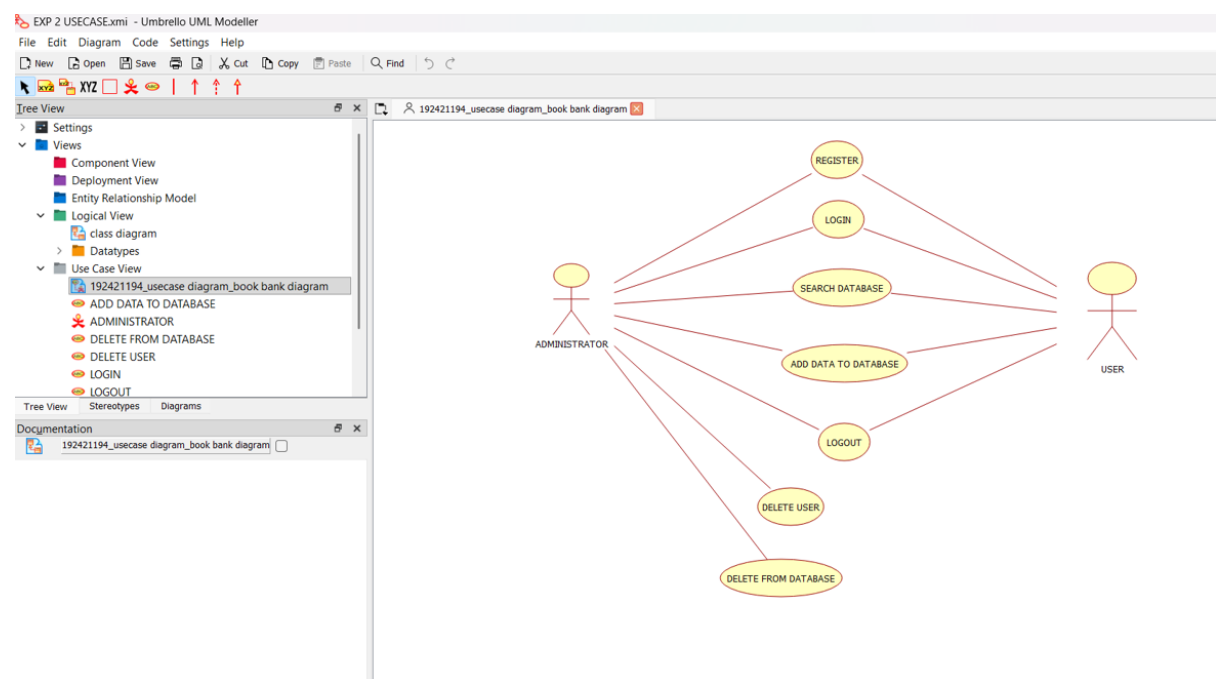 EXP 2 USECASE.xmi - Umbrello UML Modeller
File Edit Diagram Code Settings Help
New Open Save Cut Copy Paste Find
XYZ XYZ
Tree View
Settings
Views
Component View
Deployment View
Entity Relationship Model
Logical View
class diagram
Datatypes
Use Case View
192421194_usecase diagram_book bank diagram
ADD DATA TO DATABASE
ADMINISTRATOR
DELETE FROM DATABASE
DELETE USER
LOGIN
LOGOUT
Tree View Stereotypes Diagrams
Documentation
192421194_usecase diagram_book bank diagram
192421194_usecase diagram_book bank diagram
REGISTER
LOGIN
SEARCH DATABASE
ADMINISTRATOR
ADD DATA TO DATABASE
USER
LOGOUT
DELETE USER
DELETE FROM DATABASE